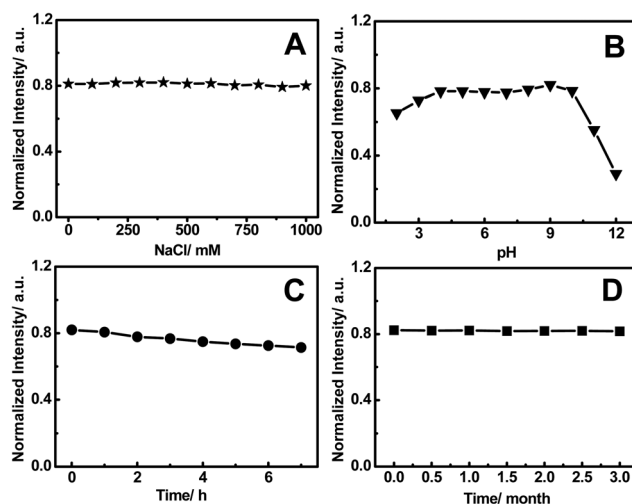 A
Normalized Intensity/ a.u.
1.2
0.8
0.4
0.0
0 250 500 750 1000
NaCl/ mM
B
Normalized Intensity/ a.u.
1.2
0.8
0.4
0.0
3 6 9 12
pH
C
Normalized Intensity/ a.u.
1.2
0.8
0.4
0.0
0 2 4 6
Time/ h
D
Normalized Intensity/ a.u.
1.2
0.8
0.4
0.0
0.0 0.5 1.0 1.5 2.0 2.5 3.0
Time/ month